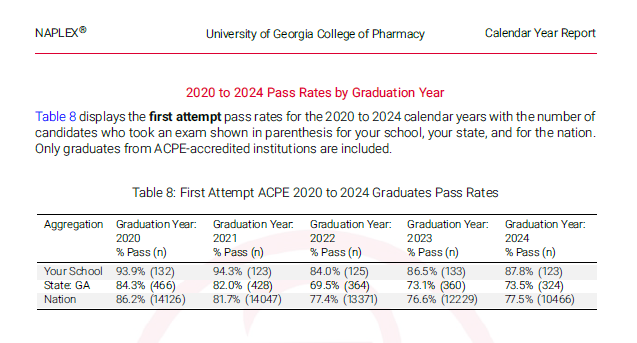 NAPLEX® University of Georgia College of Pharmacy Calendar Year Report
2020 to 2024 Pass Rates by Graduation Year
Table 8 displays the first attempt pass rates for the 2020 to 2024 calendar years with the number of
candidates who took an exam shown in parenthesis for your school, your state, and for the nation.
Only graduates from ACPE-accredited institutions are included.
Table 8: First Attempt ACPE 2020 to 2024 Graduates Pass Rates
Aggregation Graduation Year: Graduation Year: Graduation Year: Graduation Year: Graduation Year:
2020 2021 2022 2023 2024
% Pass (n) % Pass (n) % Pass (n) % Pass (n) % Pass (n)
Your School 93.9% (132) 94.3% (123) 84.0% (125) 86.5% (133) 87.8% (123)
State: GA 84.3% (466) 82.0% (428) 69.5% (364) 73.1% (360) 73.5% (324)
Nation 86.2% (14126) 81.7% (14047) 77.4% (13371) 76.6% (12229) 77.5% (10466)